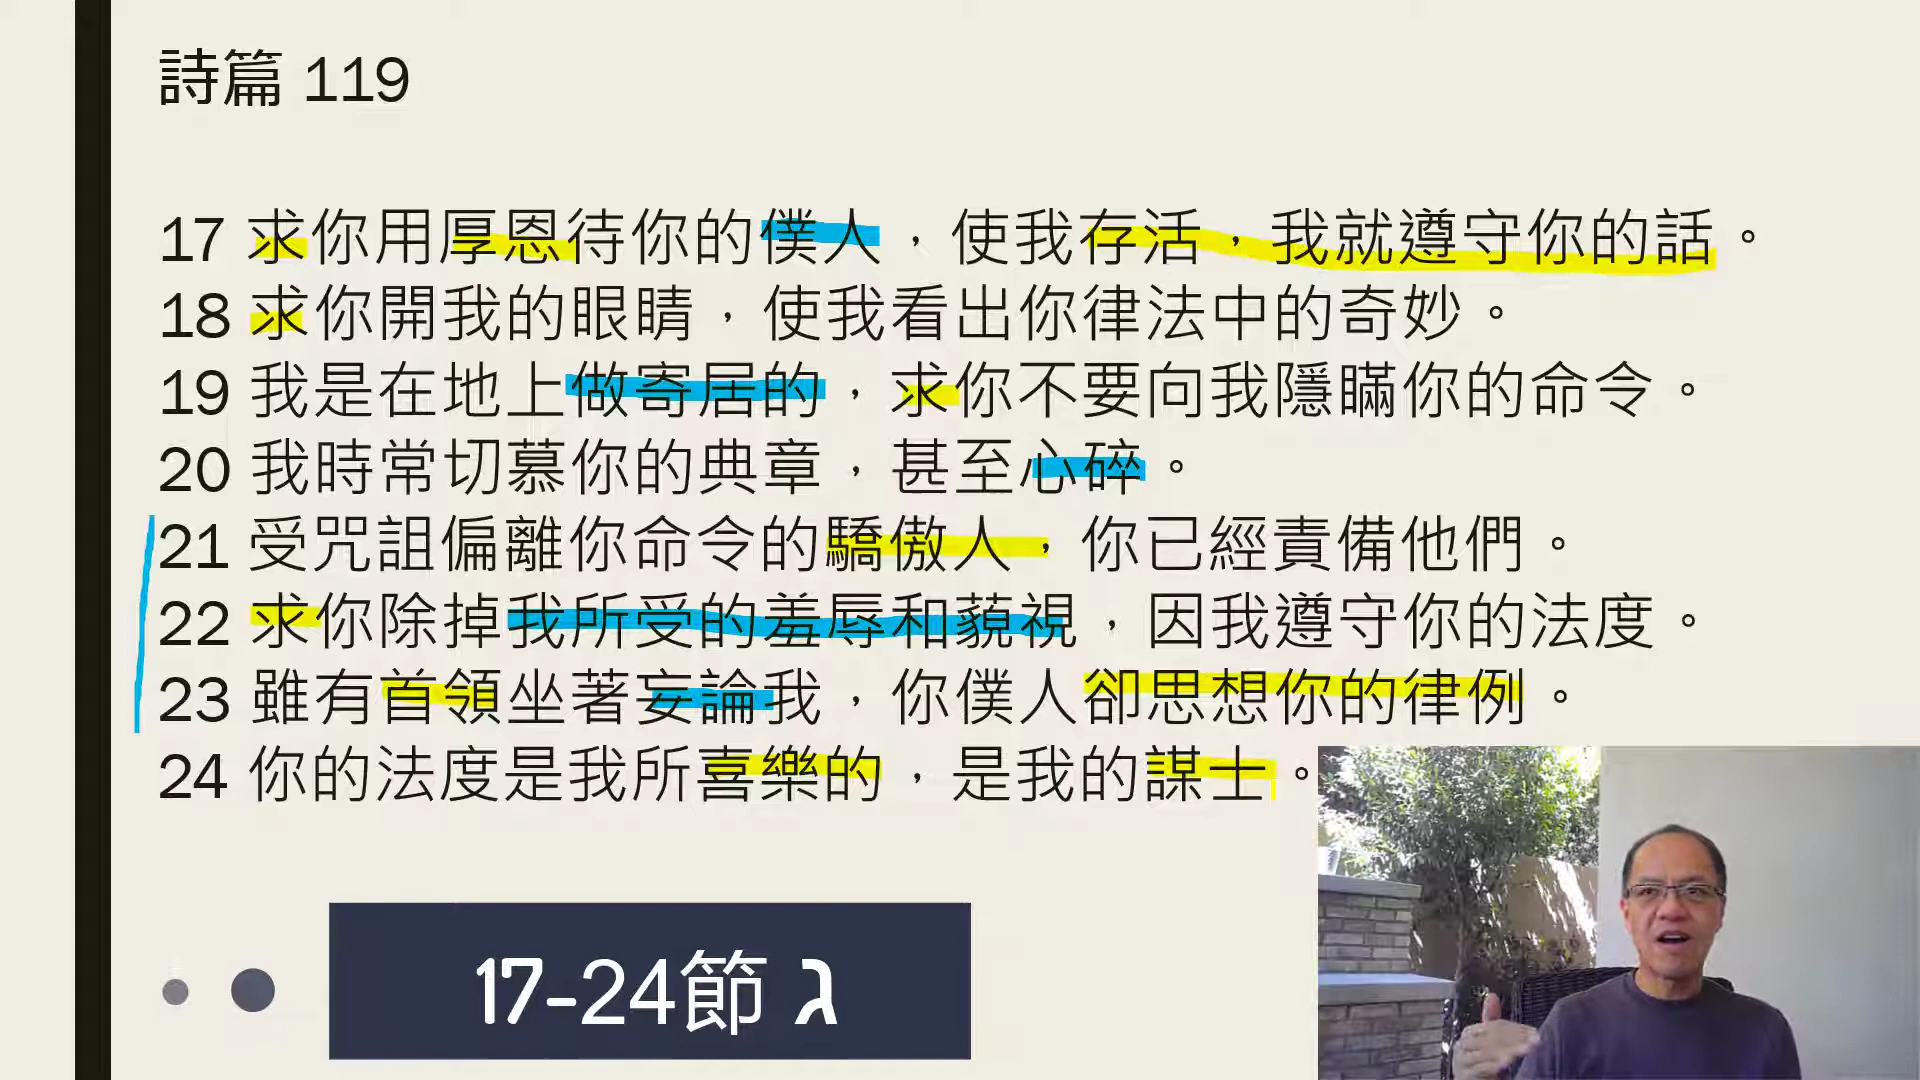 詩篇 119
17 求你用厚恩待你的僕人，使我存活，我就遵守你的話。
18 求你開我的眼睛，使我看出你律法中的奇妙。
19 我是在地上做寄居的，求你不要向我隱瞞你的命令。
20 我時常切慕你的典章，甚至心碎。
21 受咒詛偏離你命令的驕傲人，你已經責備他們。
22 求你除掉我所受的羞辱和藐視，因我遵守你的法度。
23 雖有首領坐著妄論我，你僕人卻思想你的律例。
24 你的法度是我所喜樂的，是我的謀士。
17-24節 ג